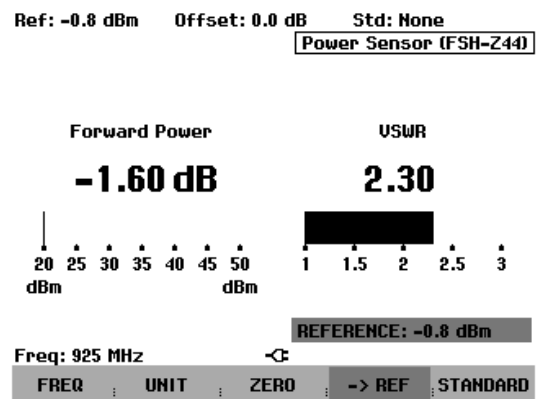 Ref: -0.8 dBm Offset: 0.0 dB Std: None
Power Sensor (FSH-Z44)
Forward Power VSWR
-1.60 dB 2.30
20 25 30 35 40 45 50 1 1.5 2 2.5 3
dBm dBm
REFERENCE: -0.8 dBm
Freq: 925 MHz
FREQ UNIT ZERO -> REF STANDARD